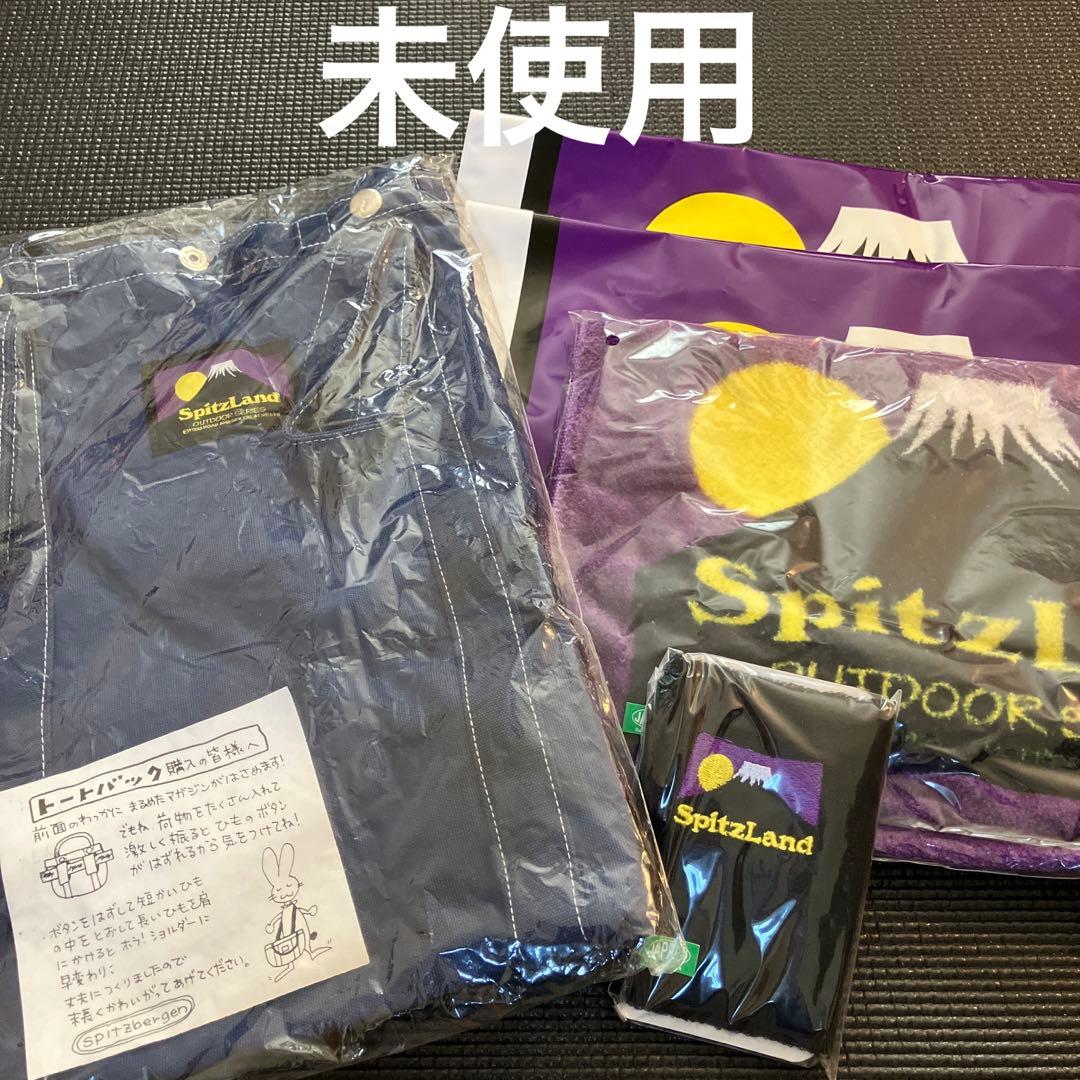 未使用
SpitzLand
OUTDOOR SERIES
SpitzL
OUTDOOR
トートバック 購入の皆様へ
前面のわっかに まるめたマガジンがはさめます!
でもね、荷物をたくさん入れて
激しく振ると ひものボタン
がはずれるから気をつけてね!
ボタンをはずして短かいひも
の中をとおして長いひもを肩
にかけると ホラ!ショルダーに
早変わり;
丈夫につくりましたので
末長くかわいがってあげてください。
spitzbergen
SpitzLand
JAPAN